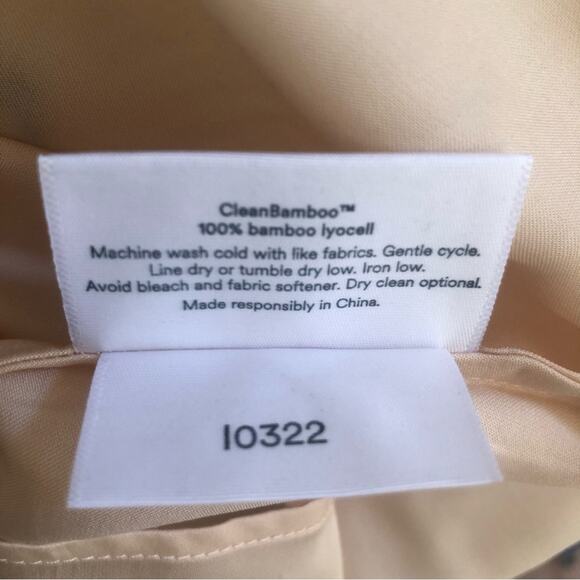 CleanBamboo™
100% bamboo lyocell
Machine wash cold with like fabrics. Gentle cycle.
Line dry or tumble dry low. Iron low.
Avoid bleach and fabric softener. Dry clean optional.
Made responsibly in China.
10322